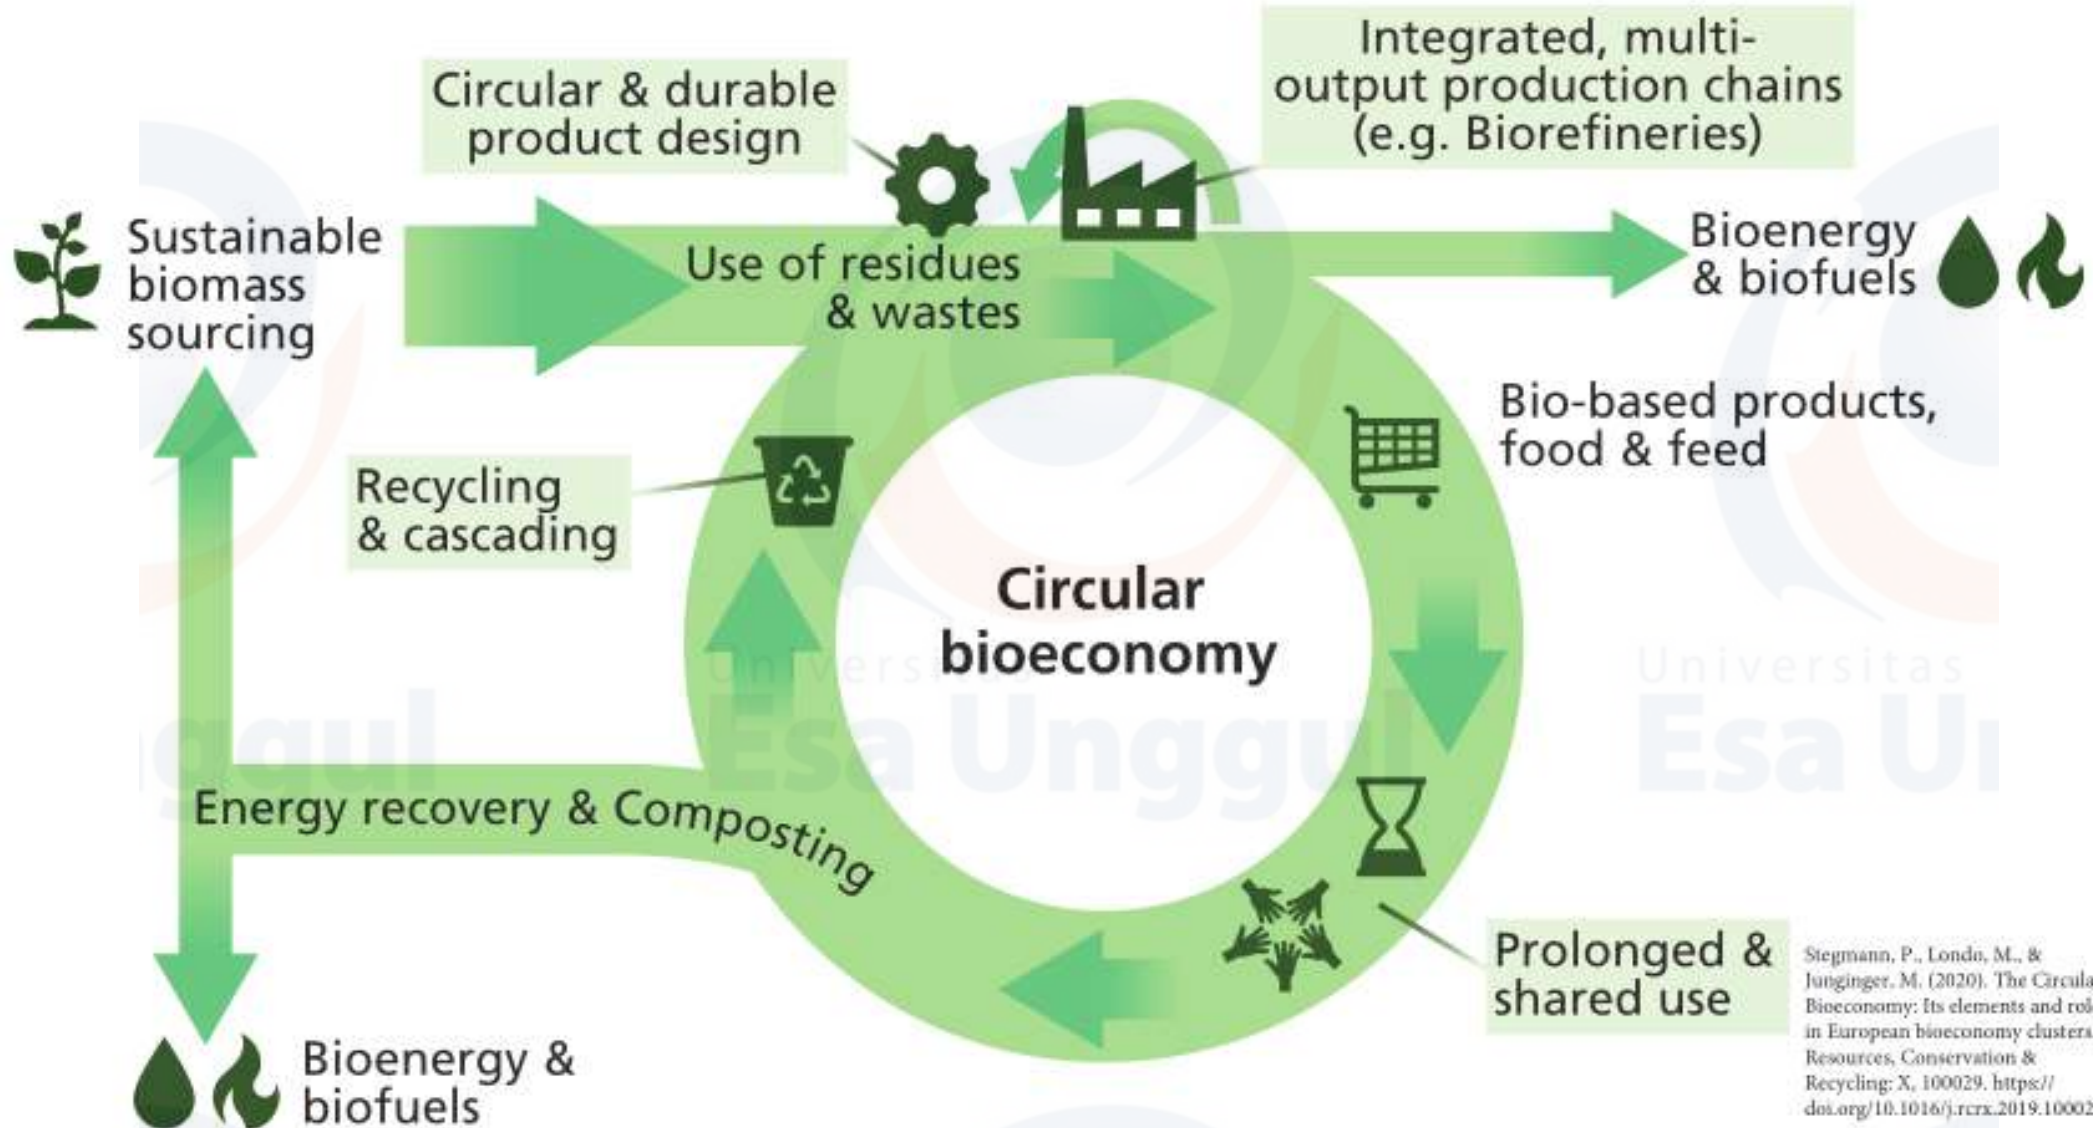 Integrated, multi-
output production chains
(e.g. Biorefineries)
Circular & durable
product design
Sustainable
biomass
sourcing
Use of residues
& wastes
Bioenergy
& biofuels
Bio-based products,
food & feed
Recycling
& cascading
Circular
bioeconomy
Universitas
Esa Unggul
Universitas
Esa U
nggul
Energy recovery & Composting
Prolonged &
shared use
Stegmann, P., Londo, M., &
Junginger, M. (2020). The Circula
Bioeconomy: Its elements and rol
in European bioeconomy clusters
Resources, Conservation &
Recycling: X, 100029. https://
doi.org/10.1016/j.rcrx.2019.10002
Bioenergy &
biofuels